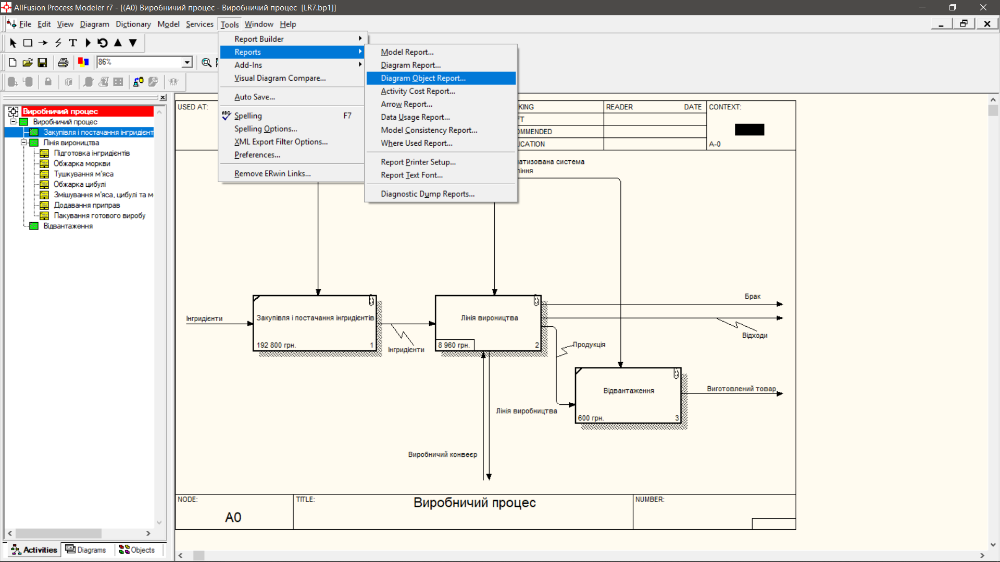 AllFusion Process Modeler r7 - [(A0) Виробничий процес - Виробничий процес  [LR7.bp1]]
File Edit View Diagram Dictionary Model Services Tools Window Help
86%
Report Builder
Reports
Add-Ins
Visual Diagram Compare...
Auto Save...
Spelling F7
Spelling Options...
XML Export Filter Options...
Preferences...
Remove ERwin Links...
Model Report...
Diagram Report...
Diagram Object Report...
Activity Cost Report...
Arrow Report...
Data Usage Report...
Model Consistency Report...
Where Used Report...
Report Printer Setup...
Report Text Font...
Diagnostic Dump Reports...
Виробничий процес
Виробничий процес
Закупівля і постачання інгридієнт
Лінія вироництва
Підготовка інгридієнтів
Обжарка моркви
Тушкування м'яса
Обжарка цибулі
Змішування м'яса, цибулі та м
Додавання приправ
Пакування готового виробу
Відвантаження
Activities Diagrams Objects
USED AT:
KING
FT
OMMENDED
LICATION
READER DATE
CONTEXT:
A-0
атизована система
іння
Інгридієнти
Закупівля і постачання інгридієнтів
192 800 грн. 1
Інгридієнти
Лінія вироництва
8 960 грн. 2
Брак
Відходи
Продукція
Відвантаження
600 грн. 3
Виготовлений товар
Лінія виробництва
Виробничий конвеєр
NODE:
A0
TITLE:
Виробничий процес
NUMBER: